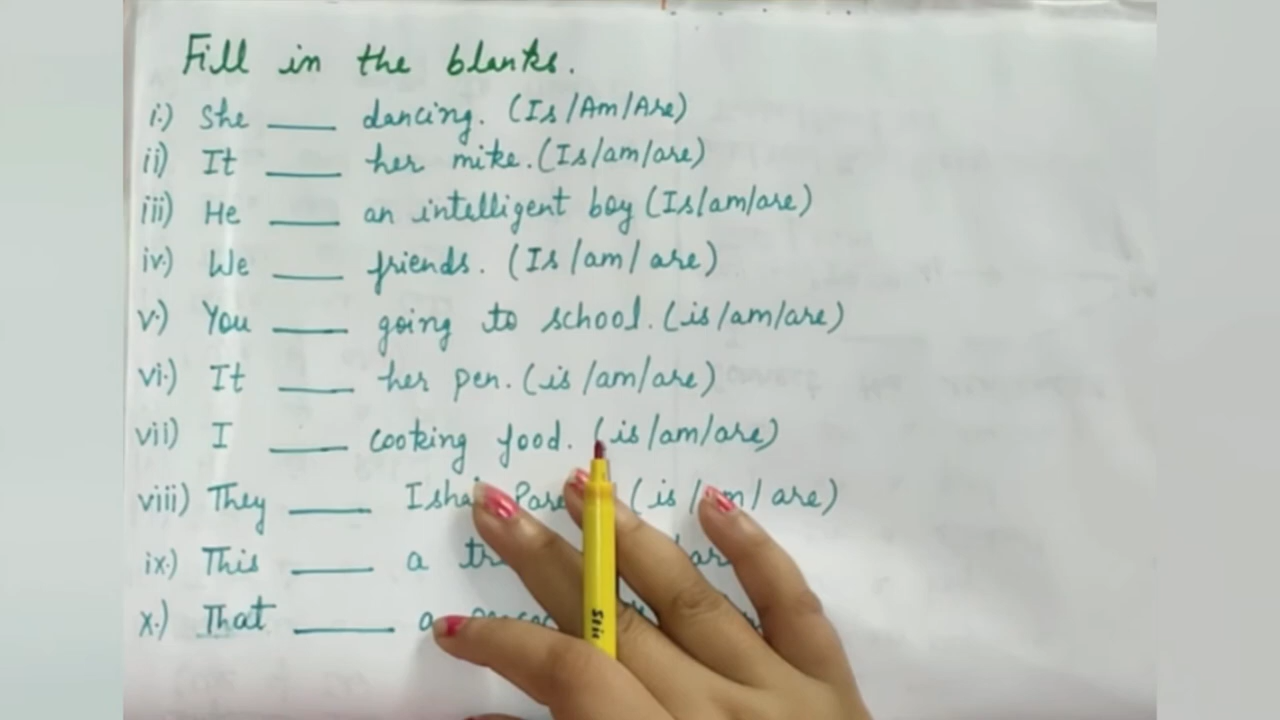 Fill in the blanks.
i.) She ____ dancing. (Is/Am/Are)
ii) It ____ her mike. (Is/am/are)
iii) He ____ an intelligent boy (Is/am/are)
iv.) We ____ friends. (Is/am/are)
v.) You ____ going to school. (is/am/are)
vi.) It ____ her pen. (is/am/are)
vii) I ____ cooking food. (is/am/are)
viii) They ____ (is/am/are)
ix.) This ____ a
x.) That ____ a